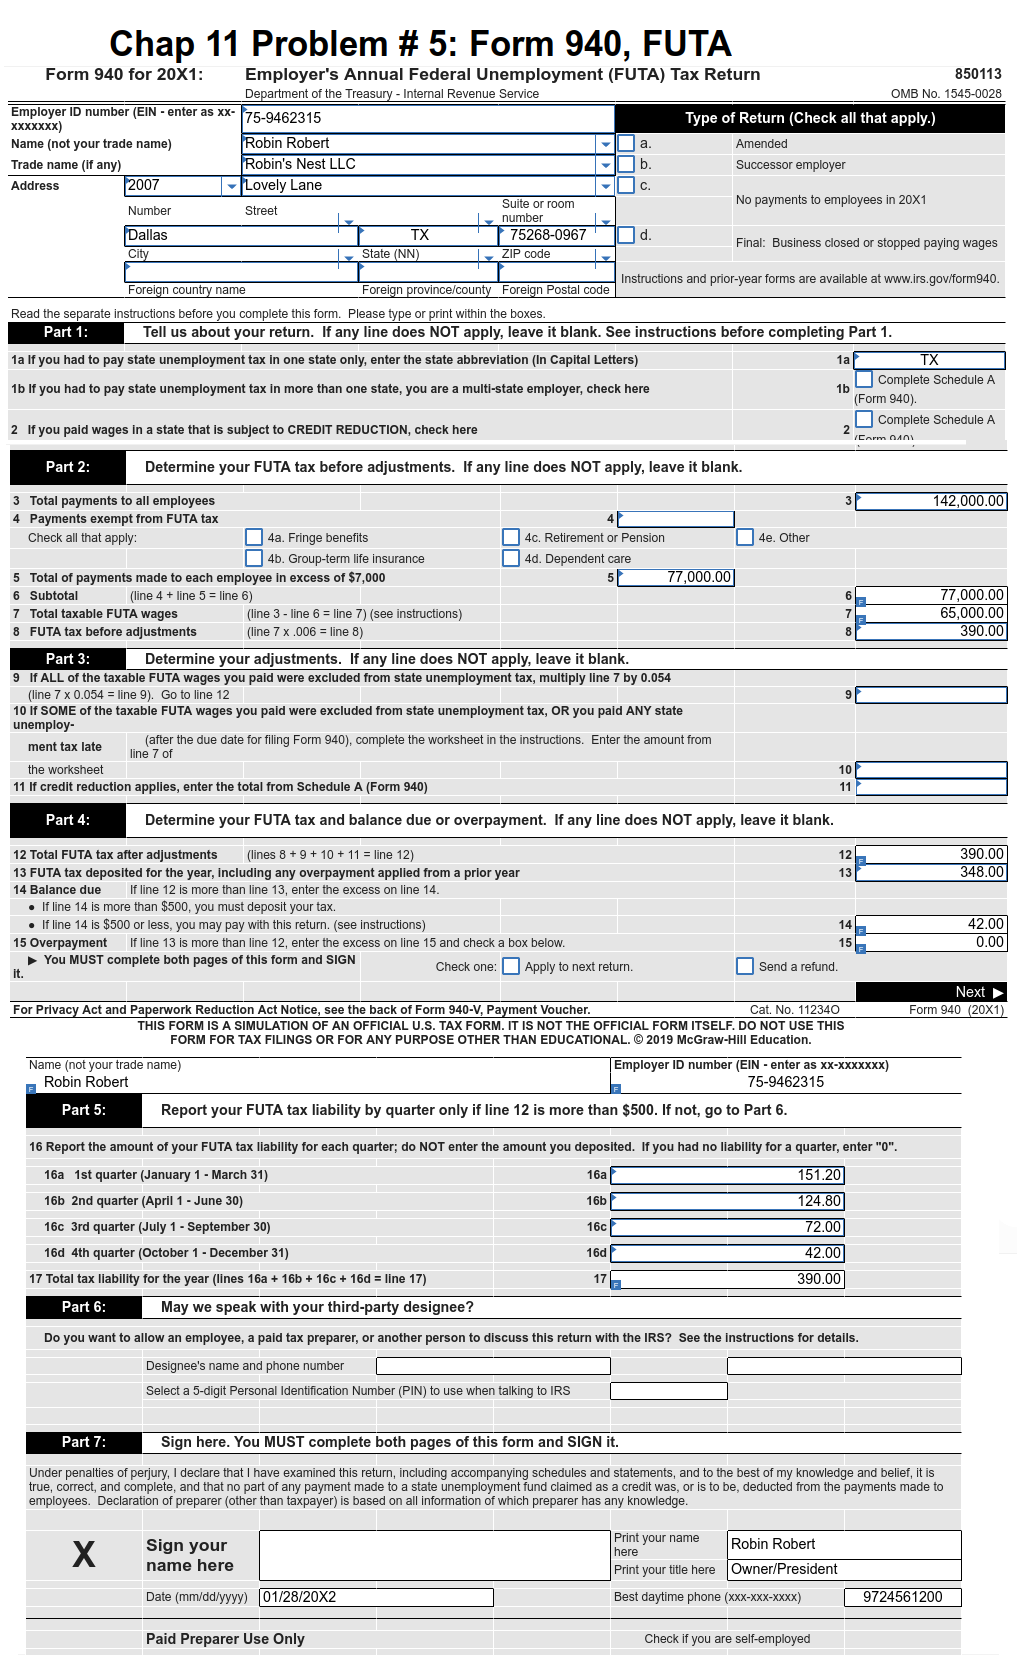 Chap 11 Problem # 5: Form 940, FUTA
Form 940 for 20X1: Employer's Annual Federal Unemployment (FUTA) Tax Return 850113
Department of the Treasury - Internal Revenue Service OMB No. 1545-0028
Employer ID number (EIN - enter as xx-xxxxxxx) 75-9462315 Type of Return (Check all that apply.)
Name (not your trade name) Robin Robert a. Amended
Trade name (if any) Robin's Nest LLC b. Successor employer
Address 2007 Lovely Lane c.
No payments to employees in 20X1
Number Street Suite or room number
Dallas TX 75268-0967 d.
Final: Business closed or stopped paying wages
City State (NN) ZIP code
Instructions and prior-year forms are available at www.irs.gov/form940.
Foreign country name Foreign province/county Foreign Postal code
Read the separate instructions before you complete this form. Please type or print within the boxes.
Part 1: Tell us about your return. If any line does NOT apply, leave it blank. See instructions before completing Part 1.
1a If you had to pay state unemployment tax in one state only, enter the state abbreviation (In Capital Letters) 1a TX
1b If you had to pay state unemployment tax in more than one state, you are a multi-state employer, check here 1b Complete Schedule A
(Form 940).
2 If you paid wages in a state that is subject to CREDIT REDUCTION, check here 2 Complete Schedule A
(Form 940)
Part 2: Determine your FUTA tax before adjustments. If any line does NOT apply, leave it blank.
3 Total payments to all employees 3 142,000.00
4 Payments exempt from FUTA tax 4
Check all that apply: 4a. Fringe benefits 4c. Retirement or Pension 4e. Other
4b. Group-term life insurance 4d. Dependent care
5 Total of payments made to each employee in excess of $7,000 5 77,000.00
6 Subtotal (line 4 + line 5 = line 6) 6 77,000.00
7 Total taxable FUTA wages (line 3 - line 6 = line 7) (see instructions) 7 65,000.00
8 FUTA tax before adjustments (line 7 x .006 = line 8) 8 390.00
Part 3: Determine your adjustments. If any line does NOT apply, leave it blank.
9 If ALL of the taxable FUTA wages you paid were excluded from state unemployment tax, multiply line 7 by 0.054
(line 7 x 0.054 = line 9). Go to line 12 9
10 If SOME of the taxable FUTA wages you paid were excluded from state unemployment tax, OR you paid ANY state
unemploy-
ment tax late (after the due date for filing Form 940), complete the worksheet in the instructions. Enter the amount from
line 7 of
the worksheet 10
11 If credit reduction applies, enter the total from Schedule A (Form 940) 11
Part 4: Determine your FUTA tax and balance due or overpayment. If any line does NOT apply, leave it blank.
12 Total FUTA tax after adjustments (lines 8 + 9 + 10 + 11 = line 12) 12 390.00
13 FUTA tax deposited for the year, including any overpayment applied from a prior year 13 348.00
14 Balance due If line 12 is more than line 13, enter the excess on line 14.
● If line 14 is more than $500, you must deposit your tax.
● If line 14 is $500 or less, you may pay with this return. (see instructions) 14 42.00
15 Overpayment If line 13 is more than line 12, enter the excess on line 15 and check a box below. 15 0.00
► You MUST complete both pages of this form and SIGN
it. Check one: Apply to next return. Send a refund.
Next ►
For Privacy Act and Paperwork Reduction Act Notice, see the back of Form 940-V, Payment Voucher. Cat. No. 11234O Form 940 (20X1)
THIS FORM IS A SIMULATION OF AN OFFICIAL U.S. TAX FORM. IT IS NOT THE OFFICIAL FORM ITSELF. DO NOT USE THIS
FORM FOR TAX FILINGS OR FOR ANY PURPOSE OTHER THAN EDUCATIONAL. © 2019 McGraw-Hill Education.
Name (not your trade name) Employer ID number (EIN - enter as xx-xxxxxxx)
Robin Robert 75-9462315
Part 5: Report your FUTA tax liability by quarter only if line 12 is more than $500. If not, go to Part 6.
16 Report the amount of your FUTA tax liability for each quarter; do NOT enter the amount you deposited. If you had no liability for a quarter, enter "0".
16a 1st quarter (January 1 - March 31) 16a 151.20
16b 2nd quarter (April 1 - June 30) 16b 124.80
16c 3rd quarter (July 1 - September 30) 16c 72.00
16d 4th quarter (October 1 - December 31) 16d 42.00
17 Total tax liability for the year (lines 16a + 16b + 16c + 16d = line 17) 17 390.00
Part 6: May we speak with your third-party designee?
Do you want to allow an employee, a paid tax preparer, or another person to discuss this return with the IRS? See the instructions for details.
Designee's name and phone number
Select a 5-digit Personal Identification Number (PIN) to use when talking to IRS
Part 7: Sign here. You MUST complete both pages of this form and SIGN it.
Under penalties of perjury, I declare that I have examined this return, including accompanying schedules and statements, and to the best of my knowledge and belief, it is
true, correct, and complete, and that no part of any payment made to a state unemployment fund claimed as a credit was, or is to be, deducted from the payments made to
employees. Declaration of preparer (other than taxpayer) is based on all information of which preparer has any knowledge.
X Sign your name here Print your name here Robin Robert
Print your title here Owner/President
Date (mm/dd/yyyy) 01/28/20X2 Best daytime phone (xxx-xxx-xxxx) 9724561200
Paid Preparer Use Only Check if you are self-employed